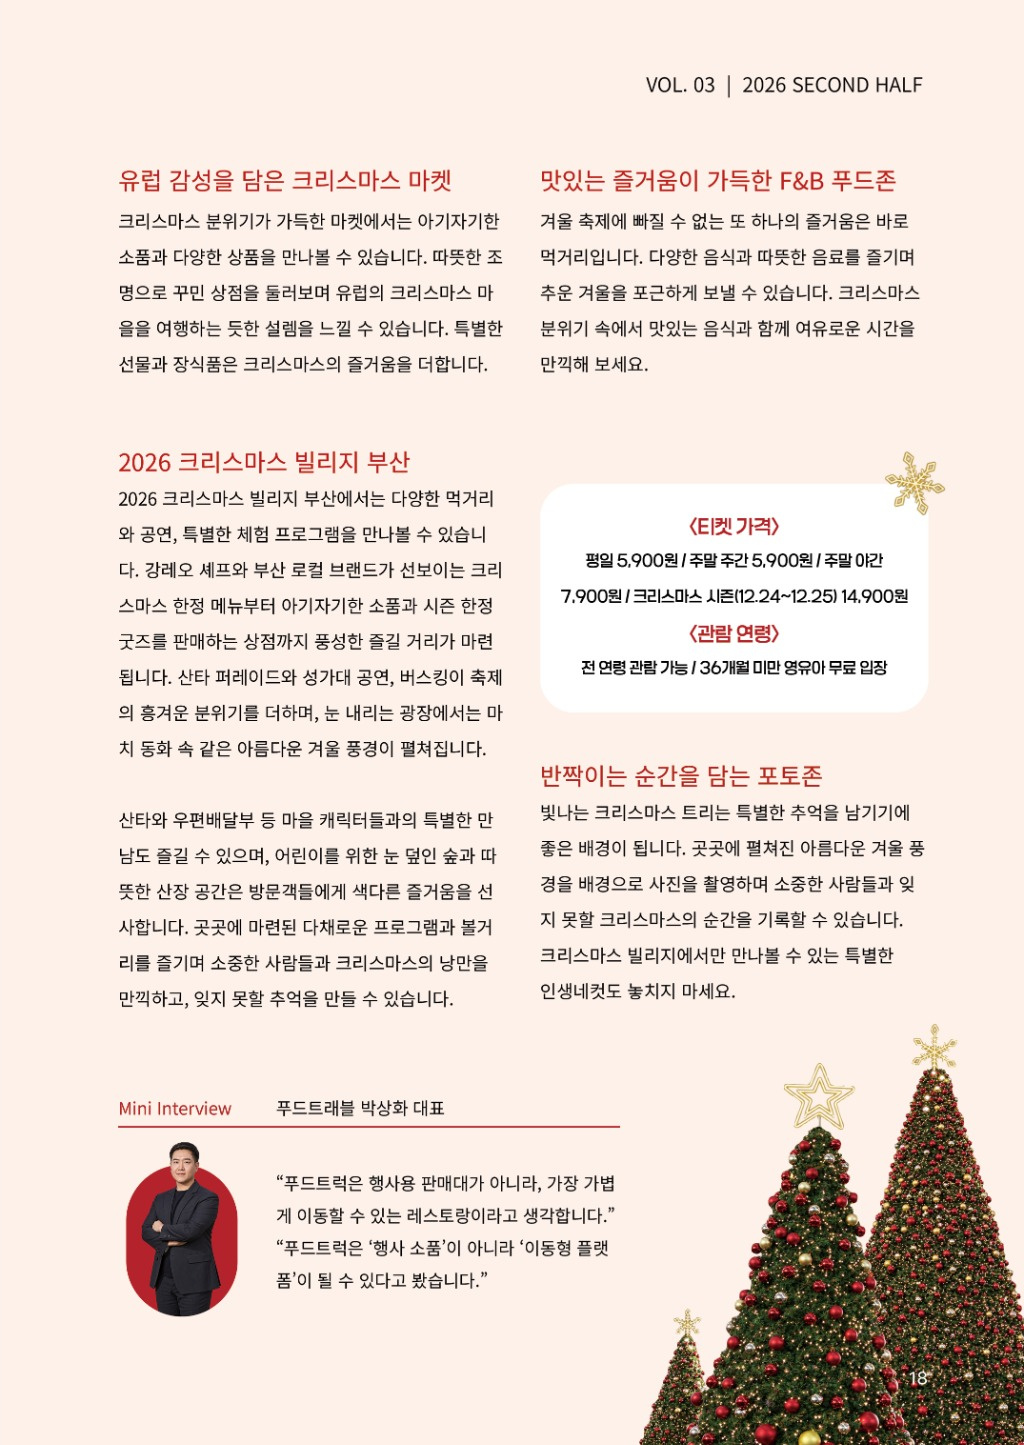 VOL. 03 | 2026 SECOND HALF
유럽 감성을 담은 크리스마스 마켓
크리스마스 분위기가 가득한 마켓에서는 아기자기한
소품과 다양한 상품을 만나볼 수 있습니다. 따뜻한 조
명으로 꾸민 상점을 둘러보며 유럽의 크리스마스 마
을을 여행하는 듯한 설렘을 느낄 수 있습니다. 특별한
선물과 장식품은 크리스마스의 즐거움을 더합니다.
맛있는 즐거움이 가득한 F&B 푸드존
겨울 축제에 빠질 수 없는 또 하나의 즐거움은 바로
먹거리입니다. 다양한 음식과 따뜻한 음료를 즐기며
추운 겨울을 포근하게 보낼 수 있습니다. 크리스마스
분위기 속에서 맛있는 음식과 함께 여유로운 시간을
만끽해 보세요.
2026 크리스마스 빌리지 부산
2026 크리스마스 빌리지 부산에서는 다양한 먹거리
와 공연, 특별한 체험 프로그램을 만나볼 수 있습니
다. 강레오 셰프와 부산 로컬 브랜드가 선보이는 크리
스마스 한정 메뉴부터 아기자기한 소품과 시즌 한정
굿즈를 판매하는 상점까지 풍성한 즐길 거리가 마련
됩니다. 산타 퍼레이드와 성가대 공연, 버스킹이 축제
의 흥겨운 분위기를 더하며, 눈 내리는 광장에서는 마
치 동화 속 같은 아름다운 겨울 풍경이 펼쳐집니다.
산타와 우편배달부 등 마을 캐릭터들과의 특별한 만
남도 즐길 수 있으며, 어린이를 위한 눈 덮인 숲과 따
뜻한 산장 공간은 방문객들에게 색다른 즐거움을 선
사합니다. 곳곳에 마련된 다채로운 프로그램과 볼거
리를 즐기며 소중한 사람들과 크리스마스의 낭만을
만끽하고, 잊지 못할 추억을 만들 수 있습니다.
〈티켓 가격〉
평일 5,900원 / 주말 주간 5,900원 / 주말 야간
7,900원 / 크리스마스 시즌(12.24~12.25) 14,900원
〈관람 연령〉
전 연령 관람 가능 / 36개월 미만 영유아 무료 입장
반짝이는 순간을 담는 포토존
빛나는 크리스마스 트리는 특별한 추억을 남기기에
좋은 배경이 됩니다. 곳곳에 펼쳐진 아름다운 겨울 풍
경을 배경으로 사진을 촬영하며 소중한 사람들과 잊
지 못할 크리스마스의 순간을 기록할 수 있습니다.
크리스마스 빌리지에서만 만나볼 수 있는 특별한
인생네컷도 놓치지 마세요.
Mini Interview 푸드트래블 박상화 대표
“푸드트럭은 행사용 판매대가 아니라, 가장 가볍
게 이동할 수 있는 레스토랑이라고 생각합니다.”
“푸드트럭은 ‘행사 소품’이 아니라 ‘이동형 플랫
폼’이 될 수 있다고 봤습니다.”
18